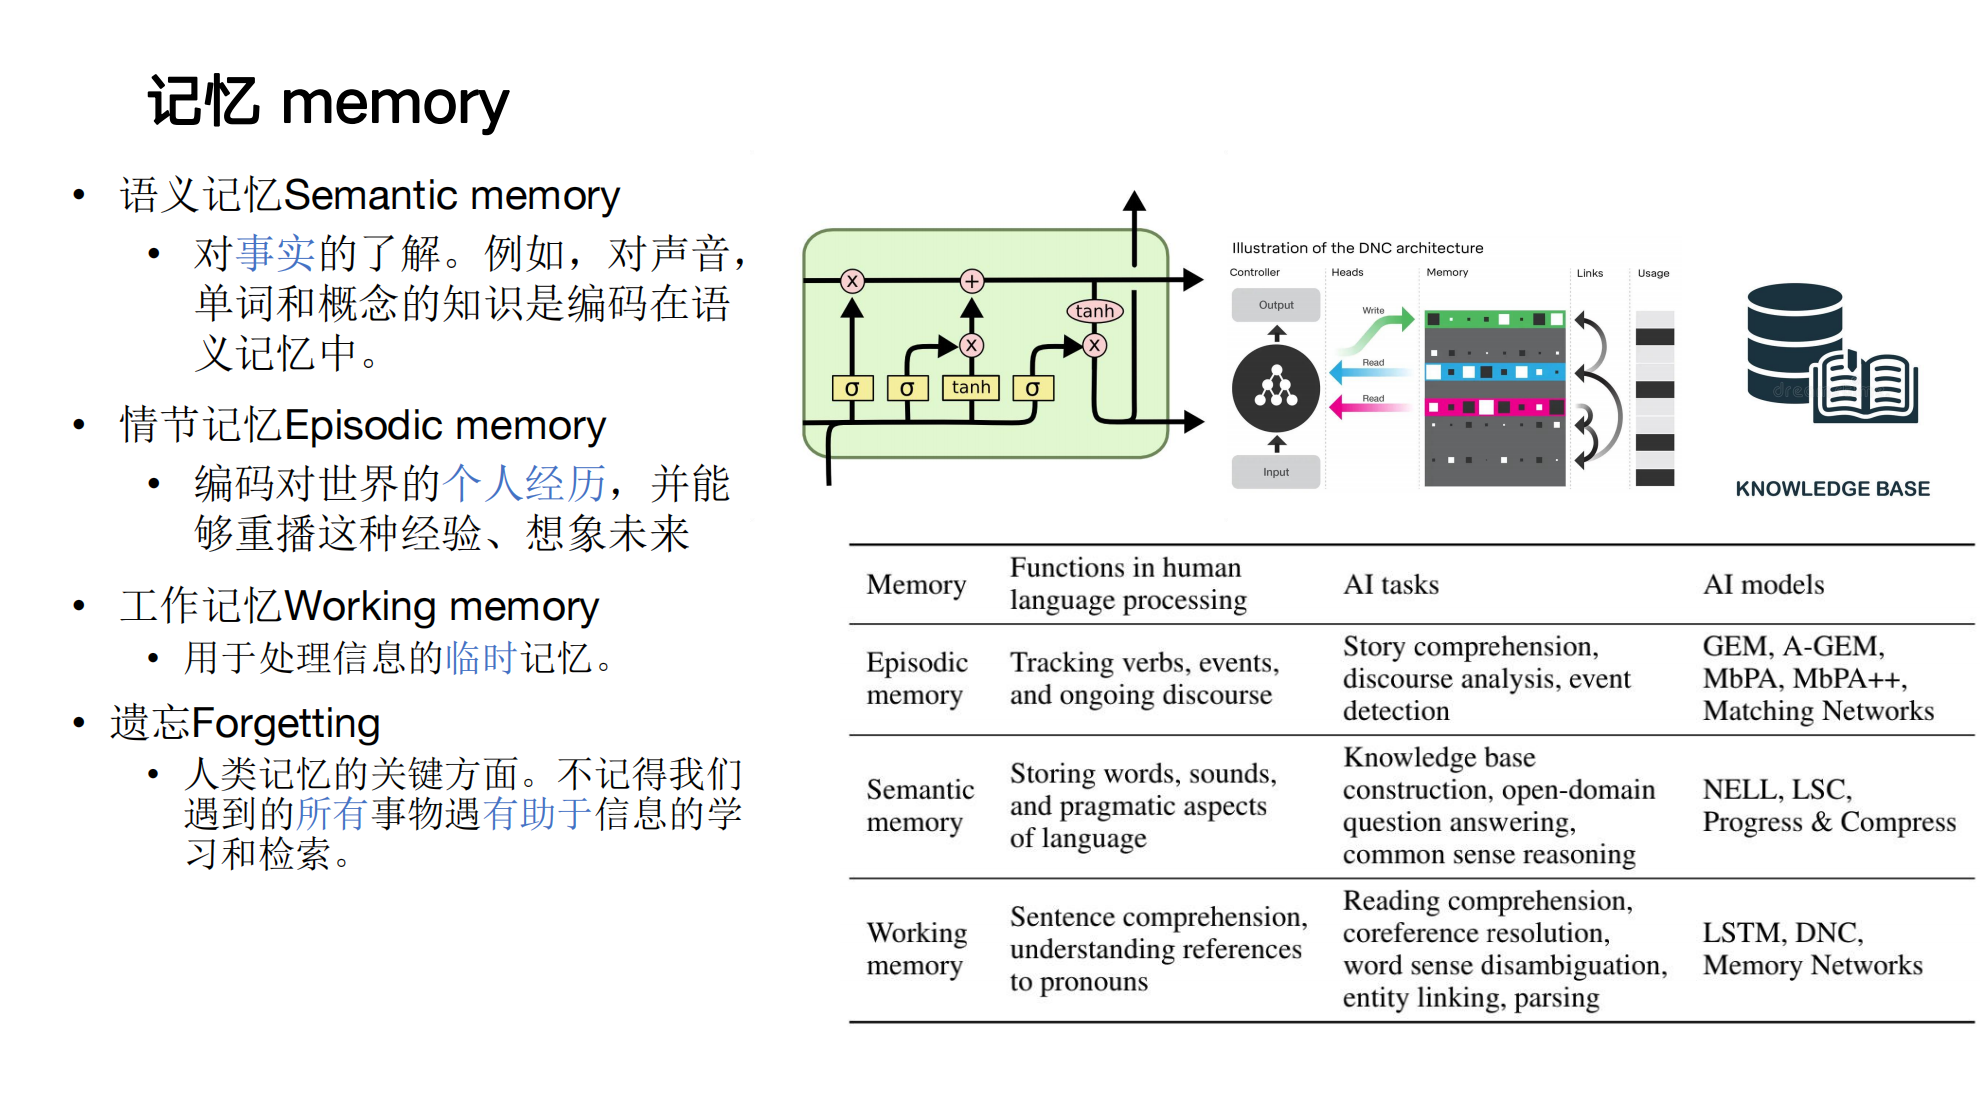 记忆 memory
• 语义记忆Semantic memory
• 对事实的了解。例如，对声音，
单词和概念的知识是编码在语
义记忆中。
• 情节记忆Episodic memory
• 编码对世界的个人经历，并能
够重播这种经验、想象未来
• 工作记忆Working memory
• 用于处理信息的临时记忆。
• 遗忘Forgetting
• 人类记忆的关键方面。不记得我们
遇到的所有事物遇有助于信息的学
习和检索。
x
+
tanh
x
x
σ
σ
tanh
σ
Illustration of the DNC architecture
Controller
Heads
Memory
Links
Usage
Output
Write
Read
Read
Input
KNOWLEDGE BASE
Memory
Functions in human
language processing
AI tasks
AI models
Episodic
memory
Tracking verbs, events,
and ongoing discourse
Story comprehension,
discourse analysis, event
detection
GEM, A-GEM,
MbPA, MbPA++,
Matching Networks
Semantic
memory
Storing words, sounds,
and pragmatic aspects
of language
Knowledge base
construction, open-domain
question answering,
common sense reasoning
NELL, LSC,
Progress & Compress
Working
memory
Sentence comprehension,
understanding references
to pronouns
Reading comprehension,
coreference resolution,
word sense disambiguation,
entity linking, parsing
LSTM, DNC,
Memory Networks